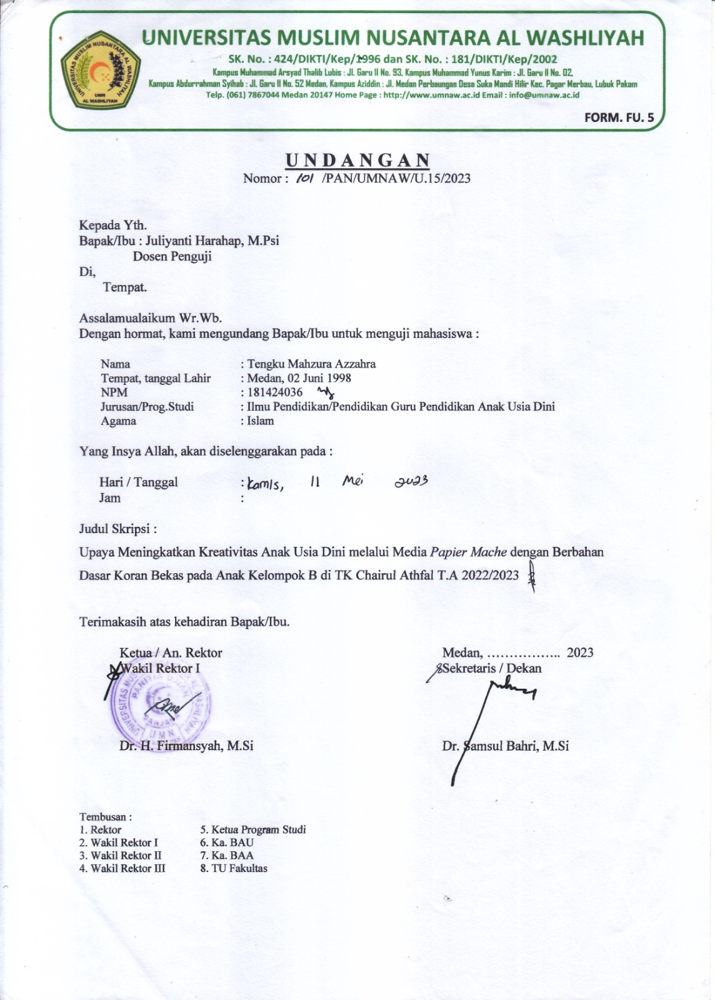 UNIVERSITAS MUSLIM NUSANTARA AL WASHLIYAH
SK. No. : 424/DIKTI/Kep/1996 dan SK. No. : 181/DIKTI/Kep/2002
Kampus Muhammad Arsyad Thalib Lubis : Jl. Garu II No. 93, Kampus Muhammad Yunus Karim : Jl. Garu II No. 02,
Kampus Abdurrahman Syihab : Jl. Garu II No. 52 Medan, Kampus Aziddin : Jl. Medan Perbaungan Desa Suka Mandi Hilir Kec. Pagar Merbau, Lubuk Pakam
Telp. (061) 7867044 Medan 20147 Home Page : http://www.umnaw.ac.id Email : info@umnaw.ac.id
UNIVERSITAS MUSLIM NUSANTARA AL WASHLIYAH
UMN
AL WASHLIYAH
FORM. FU. 5
UNDANGAN
Nomor : 101 /PAN/UMNAW/U.15/2023
Kepada Yth.
Bapak/Ibu : Juliyanti Harahap, M.Psi
Dosen Penguji
Di,
Tempat.
Assalamualaikum Wr.Wb.
Dengan hormat, kami mengundang Bapak/Ibu untuk menguji mahasiswa :
Nama : Tengku Mahzura Azzahra
Tempat, tanggal Lahir : Medan, 02 Juni 1998
NPM : 181424036
Jurusan/Prog.Studi : Ilmu Pendidikan/Pendidikan Guru Pendidikan Anak Usia Dini
Agama : Islam
Yang Insya Allah, akan diselenggarakan pada :
Hari / Tanggal : Kamis, 11 Mei 2023
Jam :
Judul Skripsi :
Upaya Meningkatkan Kreativitas Anak Usia Dini melalui Media Papier Mache dengan Berbahan
Dasar Koran Bekas pada Anak Kelompok B di TK Chairul Athfal T.A 2022/2023
Terimakasih atas kehadiran Bapak/Ibu.
Ketua / An. Rektor
Wakil Rektor I
Medan, ................. 2023
Sekretaris / Dekan
UNIVERSITAS MUSLIM NUSANTARA AL WASHLIYAH
PANITIA UJIAN
SARJANA
UMN
Dr. H. Firmansyah, M.Si
Dr. Samsul Bahri, M.Si
Tembusan :
1. Rektor
2. Wakil Rektor I
3. Wakil Rektor II
4. Wakil Rektor III
5. Ketua Program Studi
6. Ka. BAU
7. Ka. BAA
8. TU Fakultas